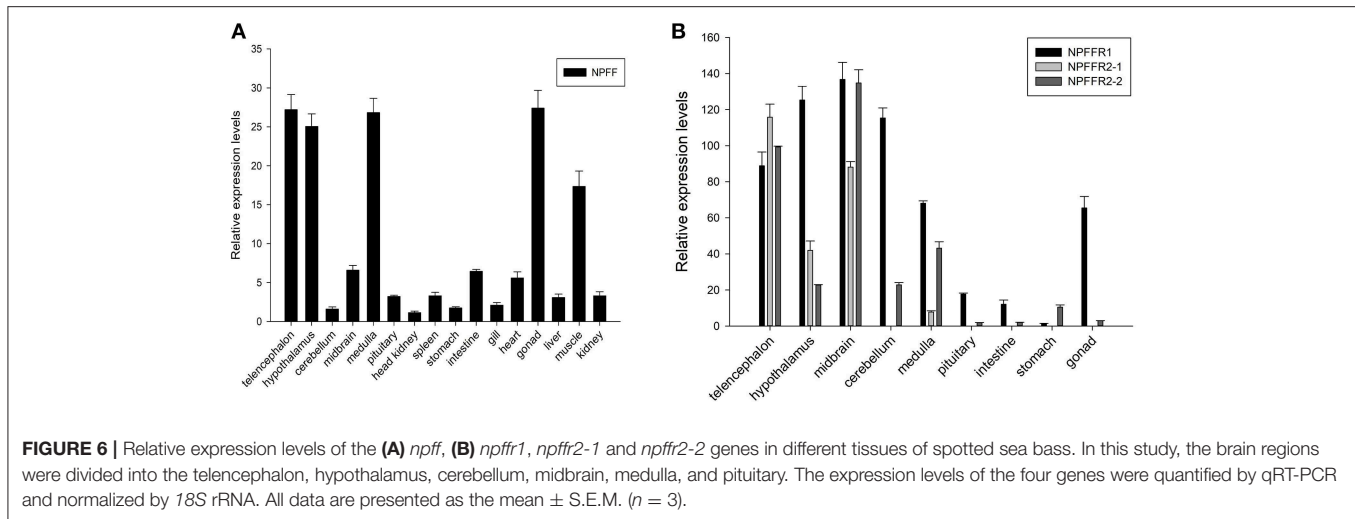 A
35
30
25
20
15
10
5
0
Relative expression levels
NPFF
telencephalon
hypothalamus
cerebellum
midbrain
medulla
pituitary
head kidney
spleen
stomach
intestine
gill
heart
gonad
liver
muscle
kidney
B
160
140
120
100
80
60
40
20
0
Relative expression levels
NPFFR1
NPFFR2-1
NPFFR2-2
telencephalon
hypothalamus
midbrain
cerebellum
medulla
pituitary
intestine
stomach
gonad
FIGURE 6 | Relative expression levels of the (A) npff, (B) npffr1, npffr2-1 and npffr2-2 genes in different tissues of spotted sea bass. In this study, the brain regions
were divided into the telencephalon, hypothalamus, cerebellum, midbrain, medulla, and pituitary. The expression levels of the four genes were quantified by qRT-PCR
and normalized by 18S rRNA. All data are presented as the mean ± S.E.M. (n = 3).